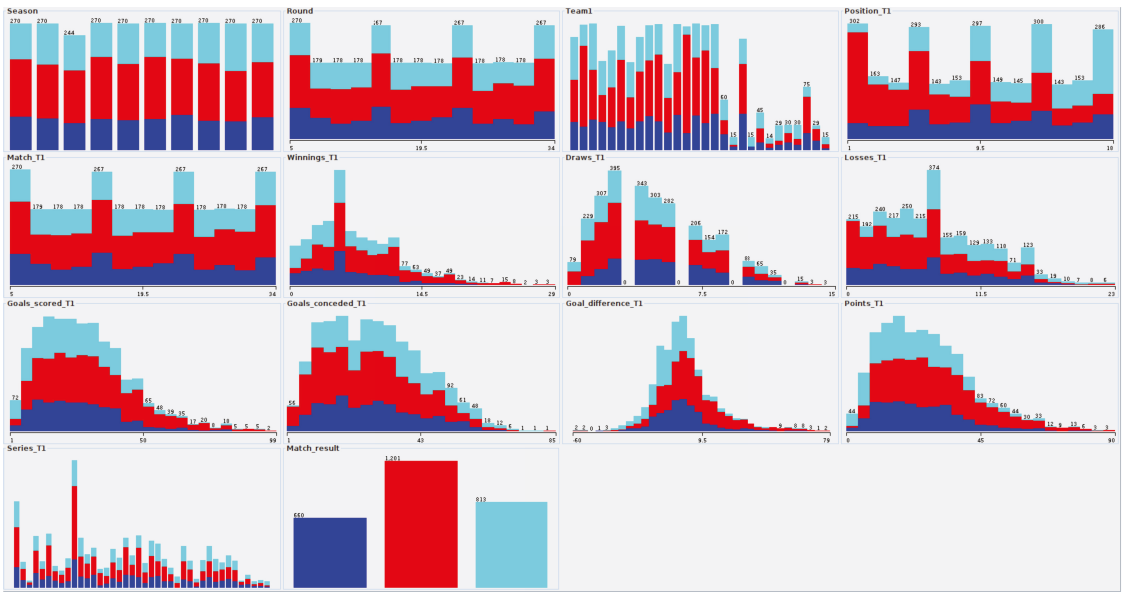 Season
270 270 244 270 270 270 270 270 270 270
Round
270 179 178 178 267 178 178 178 267 178 178 178 267
19.5 34
Team1
60 15 15 45 14 29 30 30 75 29 15
Position_T1
302 163 147 293 143 153 297 149 145 300 143 153 286
1 9.5 18
Match_T1
270 179 178 178 267 178 178 178 267 178 178 178 267
5 19.5 34
Winnings_T1
77 63 49 37 49 23 14 11 7 15 0 2 3 3
0 14.5 29
Draws_T1
79 229 307 385 0 343 303 282 0 206 154 172 0 81 65 35 0 15 3
0 7.5 15
Losses_T1
215 192 240 217 250 215 374 155 159 129 133 118 71 123 33 19 10 7 8 6
0 11.5 23
Goals_scored_T1
72 65 48 39 35 17 20 8 18 5 5 5 2
1 50 99
Goals_conceded_T1
56 92 61 48 18 12 6 1 1 1
1 43 85
Goal_difference_T1
2 2 0 1 3 9 8 8 3 1 2
-60 9.5 79
Points_T1
44 83 72 60 44 30 33 12 9 13 6 3 3
0 45 90
Series_T1
Match_result
660 1,201 813